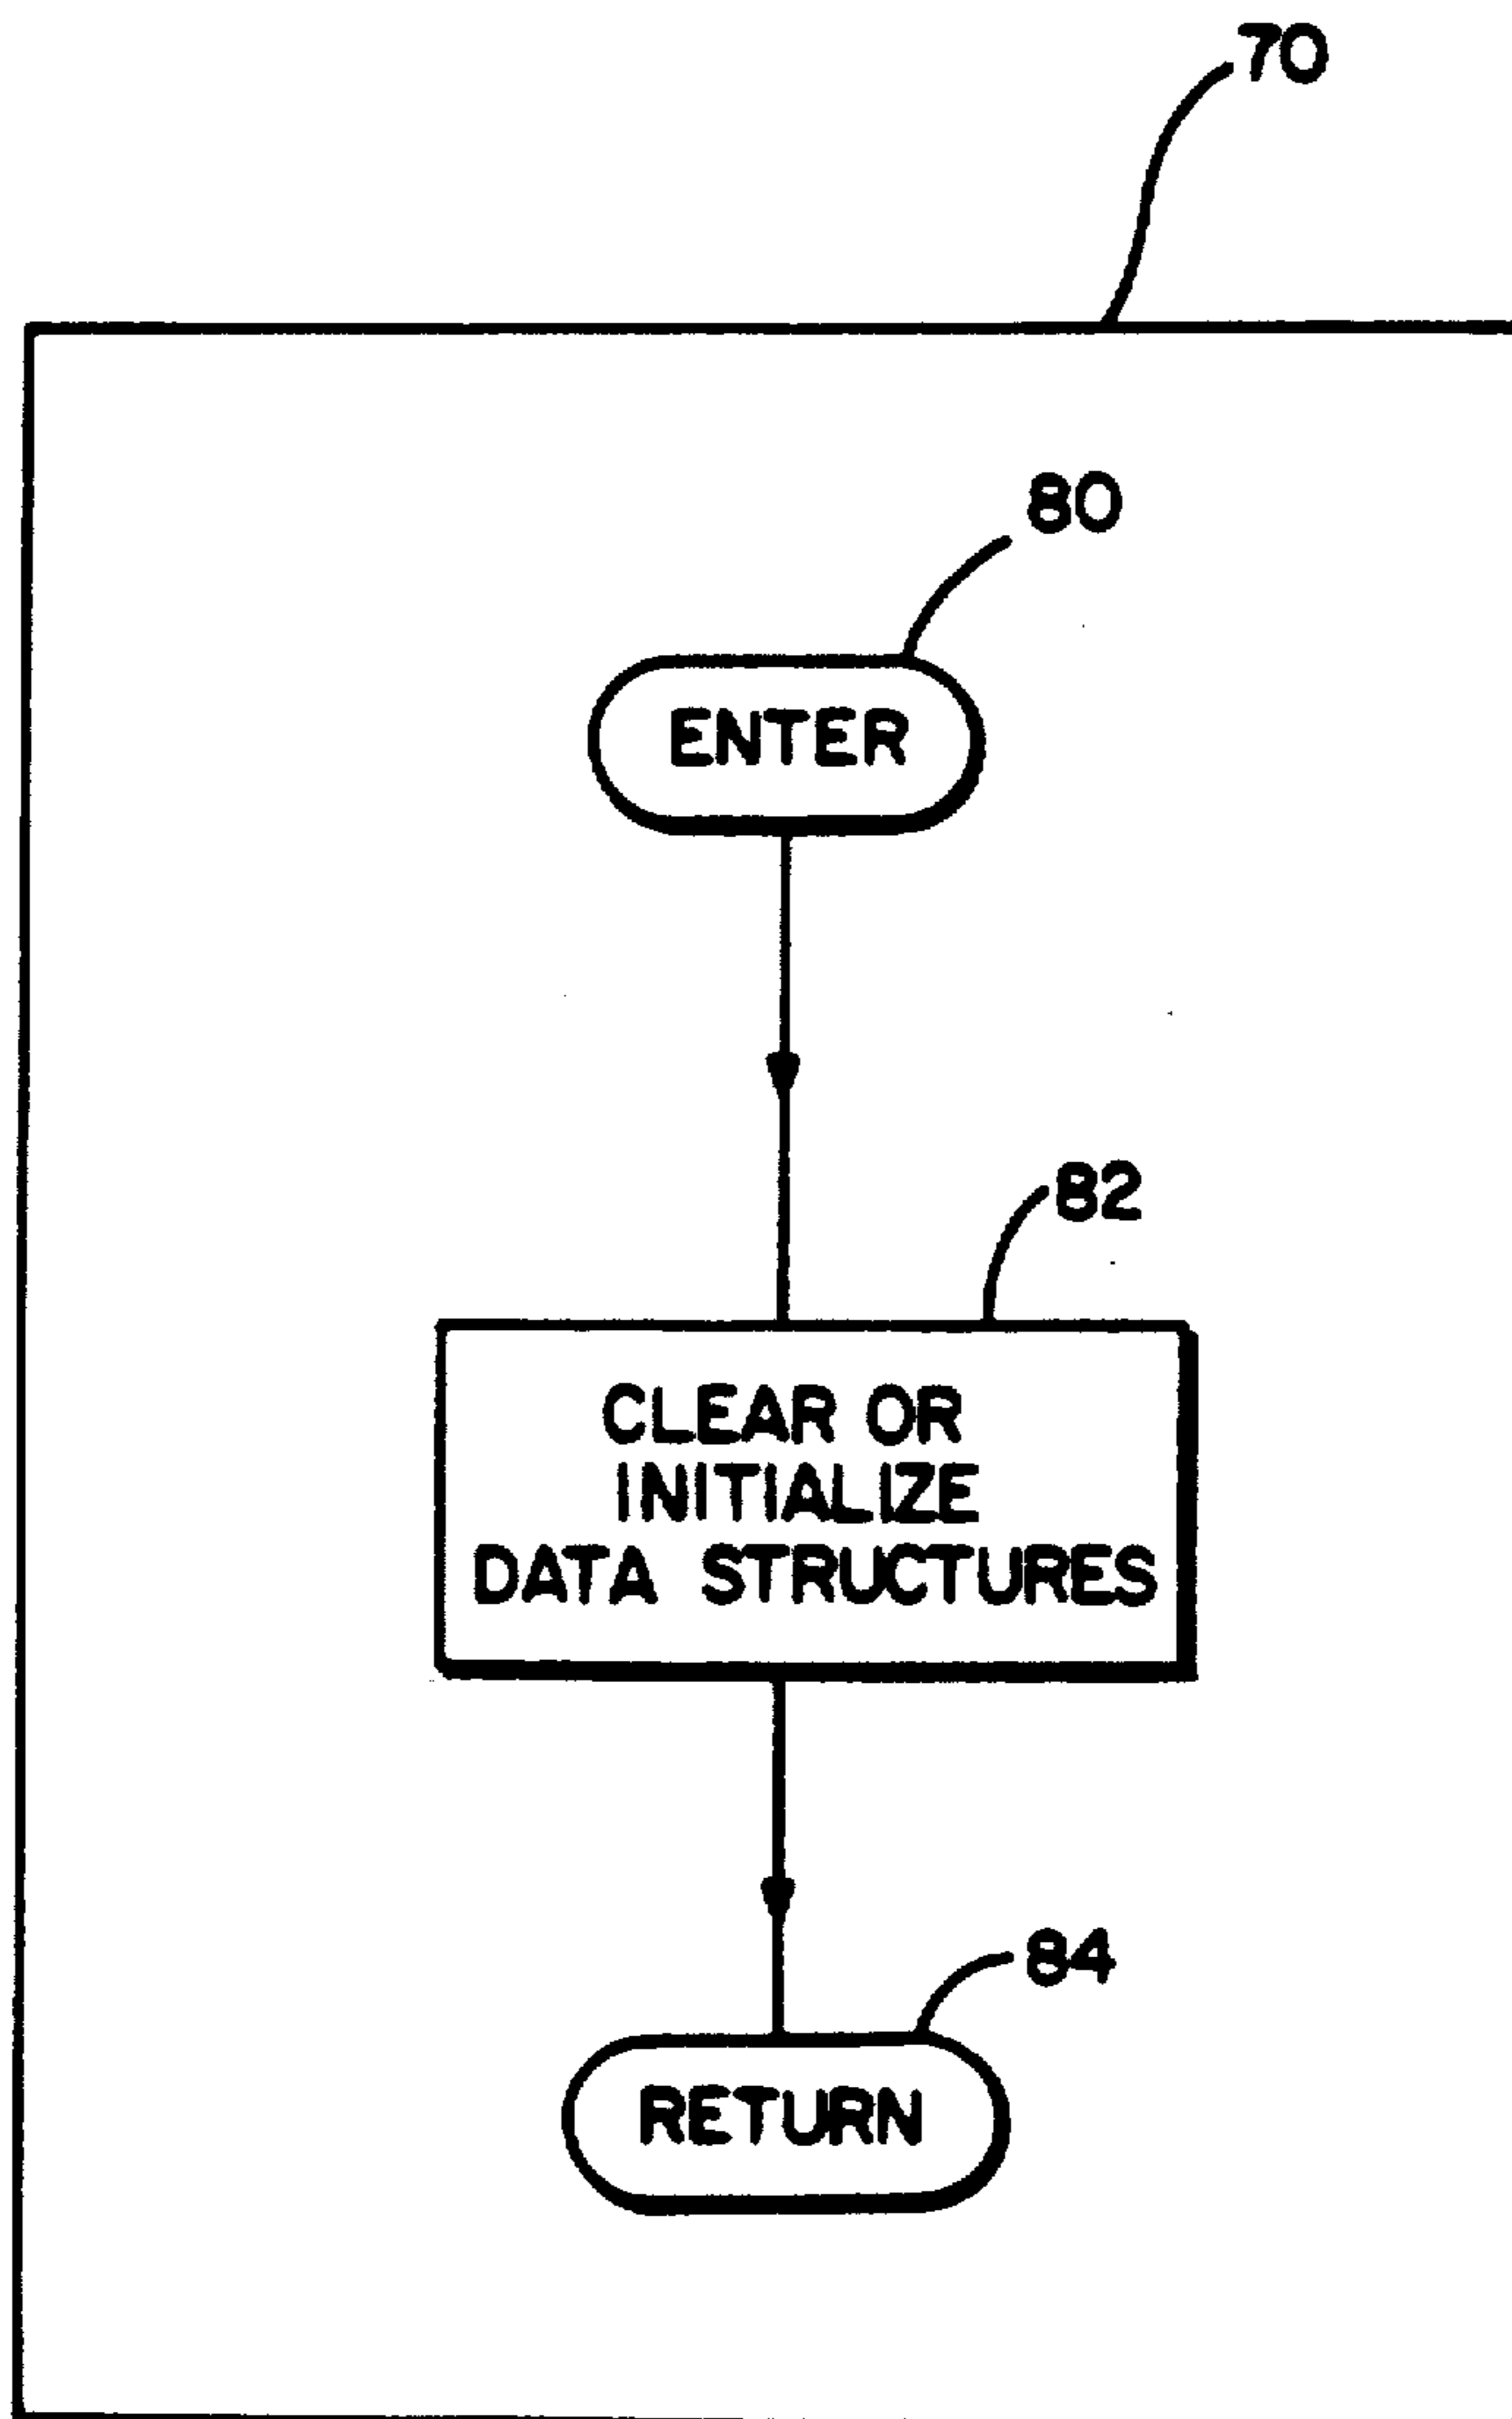 70
80
ENTER
82
CLEAR OR
INITIALIZE
DATA STRUCTURES
84
RETURN